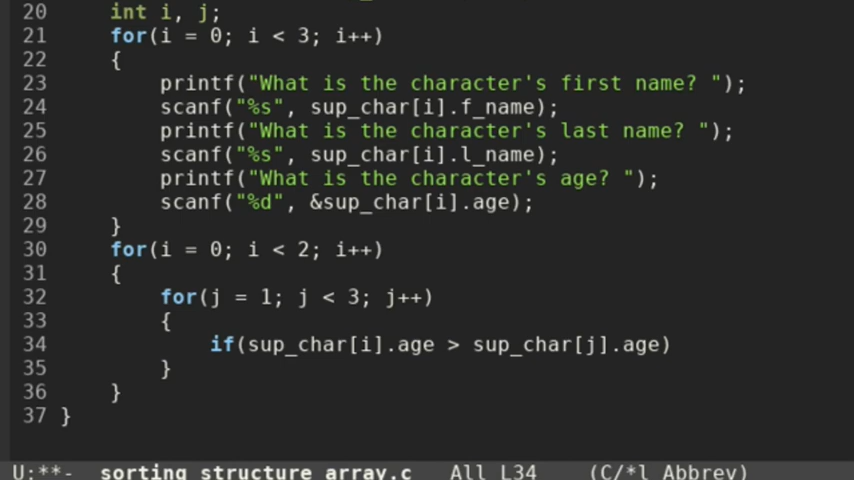 20     int i, j;
21     for(i = 0; i < 3; i++)
22     {
23         printf("What is the character's first name? ");
24         scanf("%s", sup_char[i].f_name);
25         printf("What is the character's last name? ");
26         scanf("%s", sup_char[i].l_name);
27         printf("What is the character's age? ");
28         scanf("%d", &sup_char[i].age);
29     }
30     for(i = 0; i < 2; i++)
31     {
32         for(j = 1; j < 3; j++)
33         {
34             if(sup_char[i].age > sup_char[j].age)
35         }
36     }
37 }
U:**-  sorting structure array.c   All L34    (C/*l Abbrev)